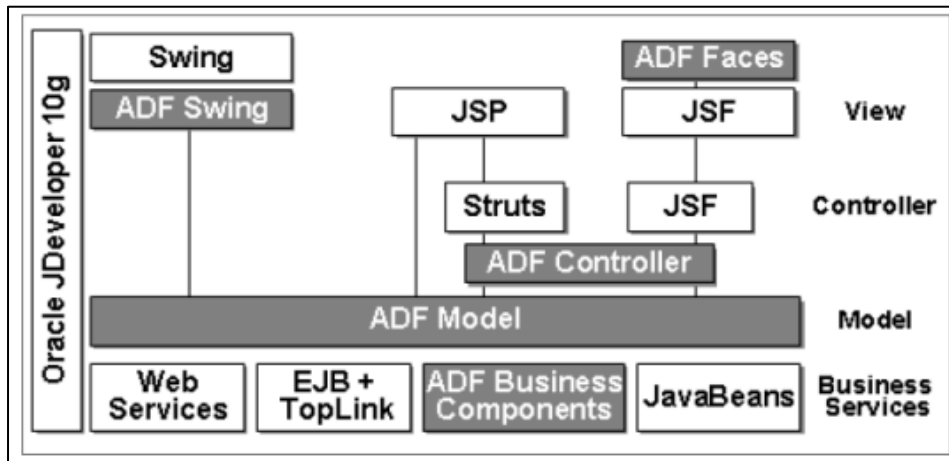 Oracle JDeveloper 10g
Swing
ADF Faces
ADF Swing
JSP
JSF
View
Struts
JSF
Controller
ADF Controller
ADF Model
Model
Web
Services
EJB +
TopLink
ADF Business
Components
JavaBeans
Business
Services